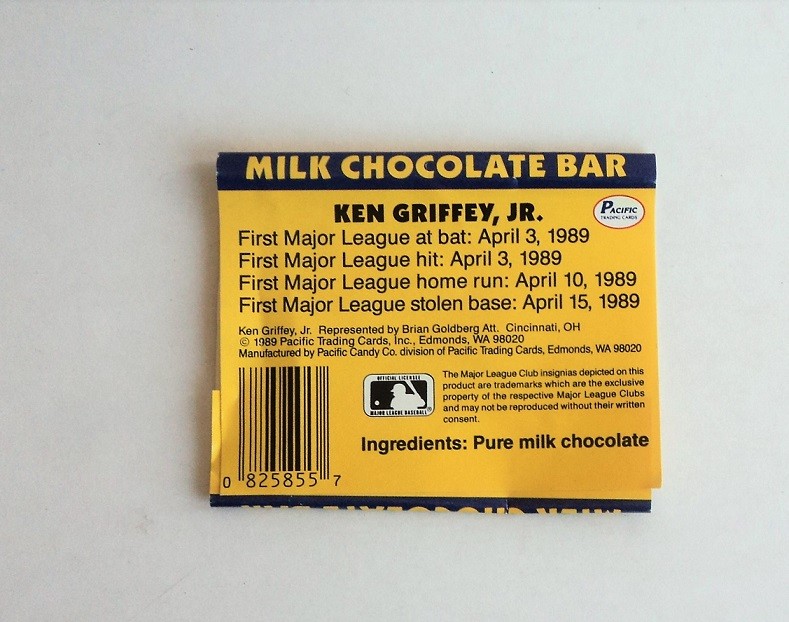 MILK CHOCOLATE BAR
KEN GRIFFEY, JR.
PACIFIC
TRADING CARDS
First Major League at bat: April 3, 1989
First Major League hit: April 3, 1989
First Major League home run: April 10, 1989
First Major League stolen base: April 15, 1989
Ken Griffey, Jr. Represented by Brian Goldberg Att. Cincinnati, OH
© 1989 Pacific Trading Cards, Inc., Edmonds, WA 98020
Manufactured by Pacific Candy Co. division of Pacific Trading Cards, Edmonds, WA 98020
OFFICIAL LICENSEE
MAJOR LEAGUE BASEBALL®
The Major League Club insignias depicted on this
product are trademarks which are the exclusive
property of the respective Major League Clubs
and may not be reproduced without their written
consent.
Ingredients: Pure milk chocolate
0 825855 7